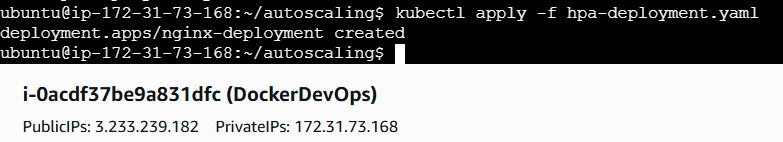 ubuntu@ip-172-31-73-168:~/autoscaling$ kubectl apply -f hpa-deployment.yaml
deployment.apps/nginx-deployment created
ubuntu@ip-172-31-73-168:~/autoscaling$
i-0acdf37be9a831dfc (DockerDevOps)
PublicIPs: 3.233.239.182 PrivateIPs: 172.31.73.168